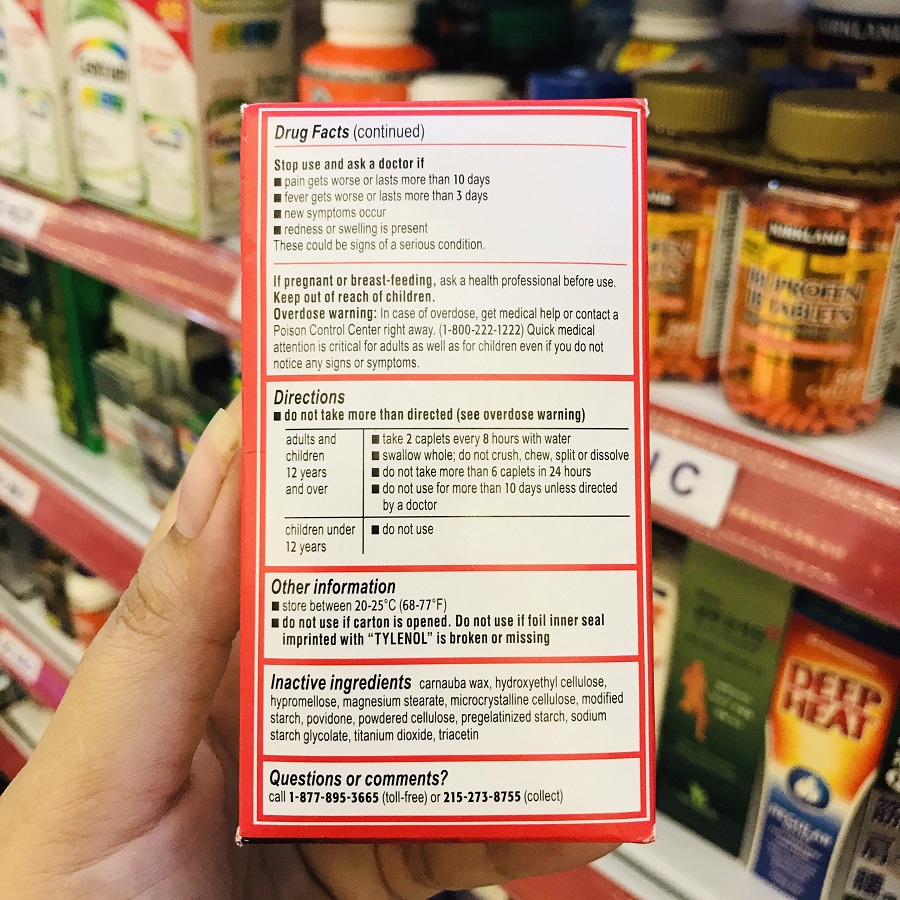 Drug Facts (continued)
Stop use and ask a doctor if
■ pain gets worse or lasts more than 10 days
■ fever gets worse or lasts more than 3 days
■ new symptoms occur
■ redness or swelling is present
These could be signs of a serious condition.
If pregnant or breast-feeding, ask a health professional before use.
Keep out of reach of children.
Overdose warning: In case of overdose, get medical help or contact a
Poison Control Center right away. (1-800-222-1222) Quick medical
attention is critical for adults as well as for children even if you do not
notice any signs or symptoms.
Directions
■ do not take more than directed (see overdose warning)
adults and
children
12 years
and over
■ take 2 caplets every 8 hours with water
■ swallow whole; do not crush, chew, split or dissolve
■ do not take more than 6 caplets in 24 hours
■ do not use for more than 10 days unless directed
by a doctor
children under
12 years
■ do not use
Other information
■ store between 20-25°C (68-77°F)
■ do not use if carton is opened. Do not use if foil inner seal
imprinted with “TYLENOL” is broken or missing
Inactive ingredients carnauba wax, hydroxyethyl cellulose,
hypromellose, magnesium stearate, microcrystalline cellulose, modified
starch, povidone, powdered cellulose, pregelatinized starch, sodium
starch glycolate, titanium dioxide, triacetin
Questions or comments?
call 1-877-895-3665 (toll-free) or 215-273-8755 (collect)
KIRKLAND
KIRKLAND
IBUPROFEN
IB TABLETS
C
DEEP
HEAT